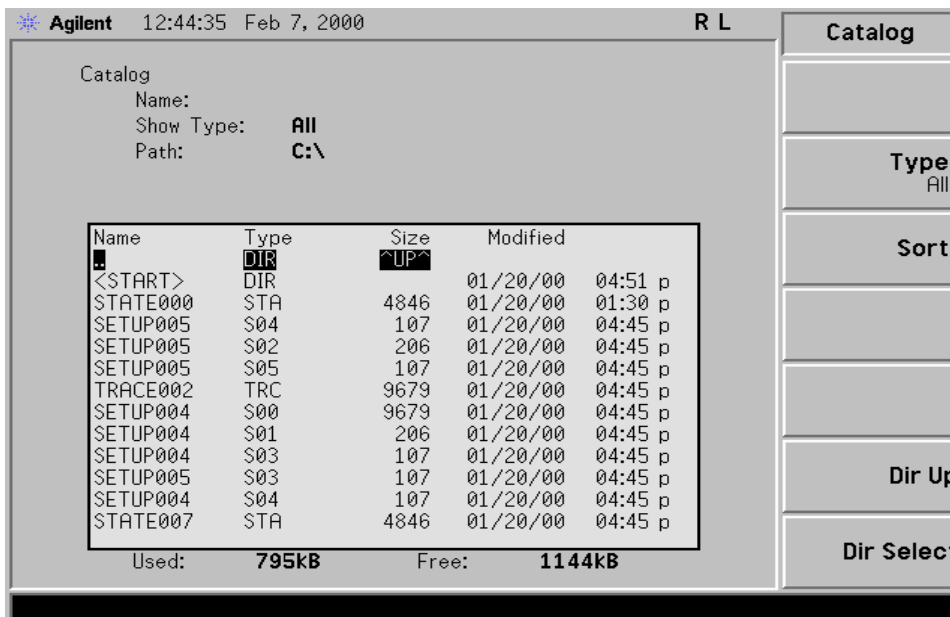 Agilent 12:44:35 Feb 7, 2000 R L
Catalog
Name:
Show Type: All
Path: C:\
Name Type Size Modified
.. DIR ^UP^
<START> DIR 01/20/00 04:51 p
STATE000 STA 4846 01/20/00 01:30 p
SETUP005 S04 107 01/20/00 04:45 p
SETUP005 S02 206 01/20/00 04:45 p
SETUP005 S05 107 01/20/00 04:45 p
TRACE002 TRC 9679 01/20/00 04:45 p
SETUP004 S00 9679 01/20/00 04:45 p
SETUP004 S01 206 01/20/00 04:45 p
SETUP004 S03 107 01/20/00 04:45 p
SETUP005 S03 107 01/20/00 04:45 p
SETUP004 S04 107 01/20/00 04:45 p
STATE007 STA 4846 01/20/00 04:45 p
Used: 795kB Free: 1144kB
Catalog
Type
All
Sort
Dir Up
Dir Select